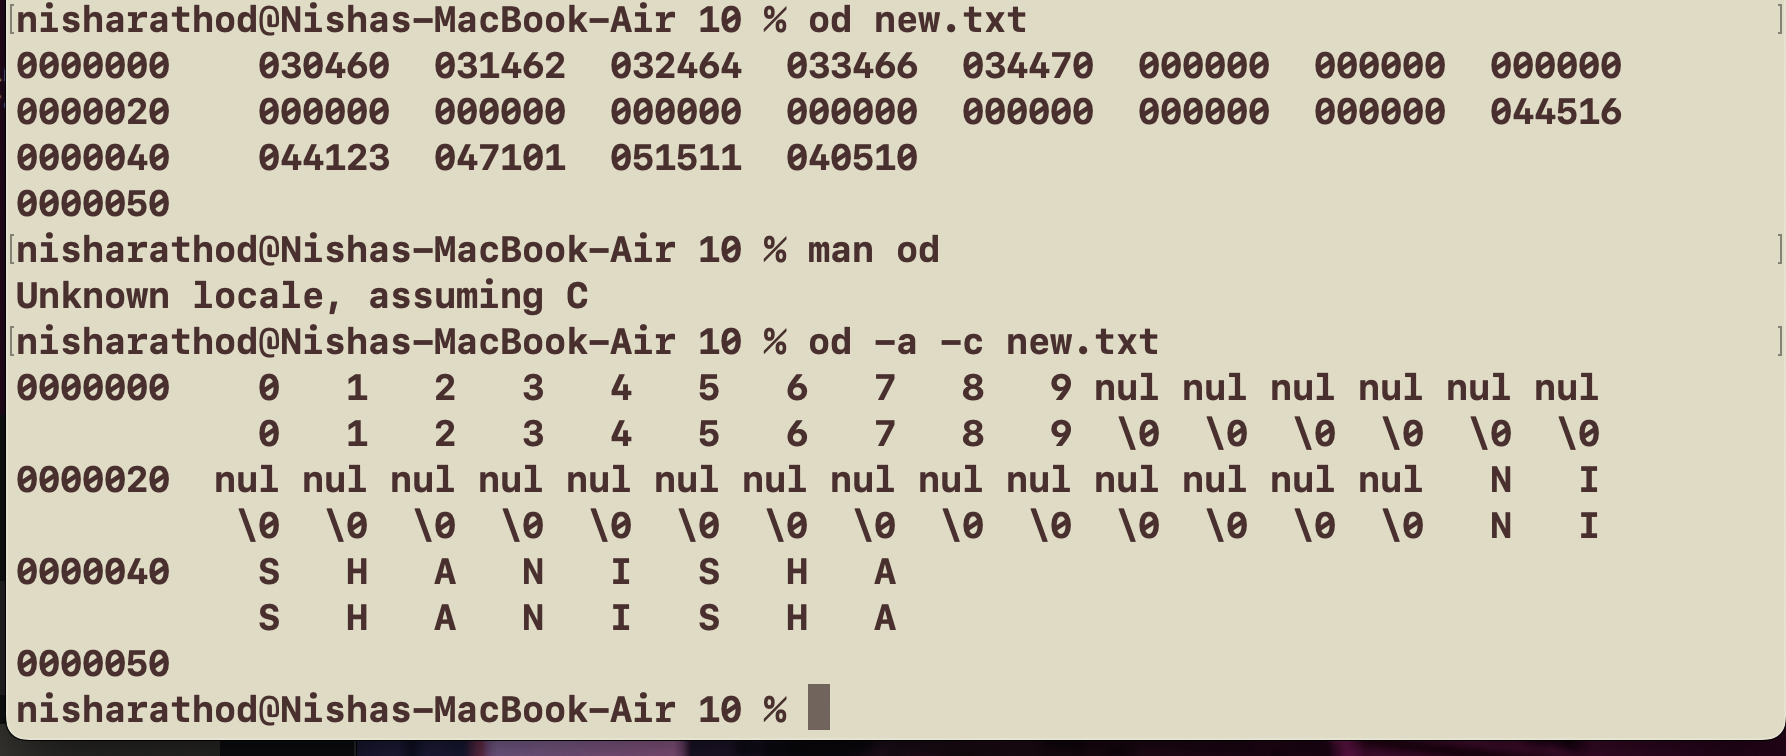 nisharathod@Nishas-MacBook-Air 10 % od new.txt
0000000    030460  031462  032464  033466  034470  000000  000000  000000
0000020    000000  000000  000000  000000  000000  000000  000000  044516
0000040    044123  047101  051511  040510
0000050
nisharathod@Nishas-MacBook-Air 10 % man od
Unknown locale, assuming C
nisharathod@Nishas-MacBook-Air 10 % od -a -c new.txt
0000000    0   1   2   3   4   5   6   7   8   9 nul nul nul nul nul nul
           0   1   2   3   4   5   6   7   8   9  \0  \0  \0  \0  \0  \0
0000020  nul nul nul nul nul nul nul nul nul nul nul nul nul nul   N   I
          \0  \0  \0  \0  \0  \0  \0  \0  \0  \0  \0  \0  \0  \0   N   I
0000040    S   H   A   N   I   S   H   A
           S   H   A   N   I   S   H   A
0000050
nisharathod@Nishas-MacBook-Air 10 %